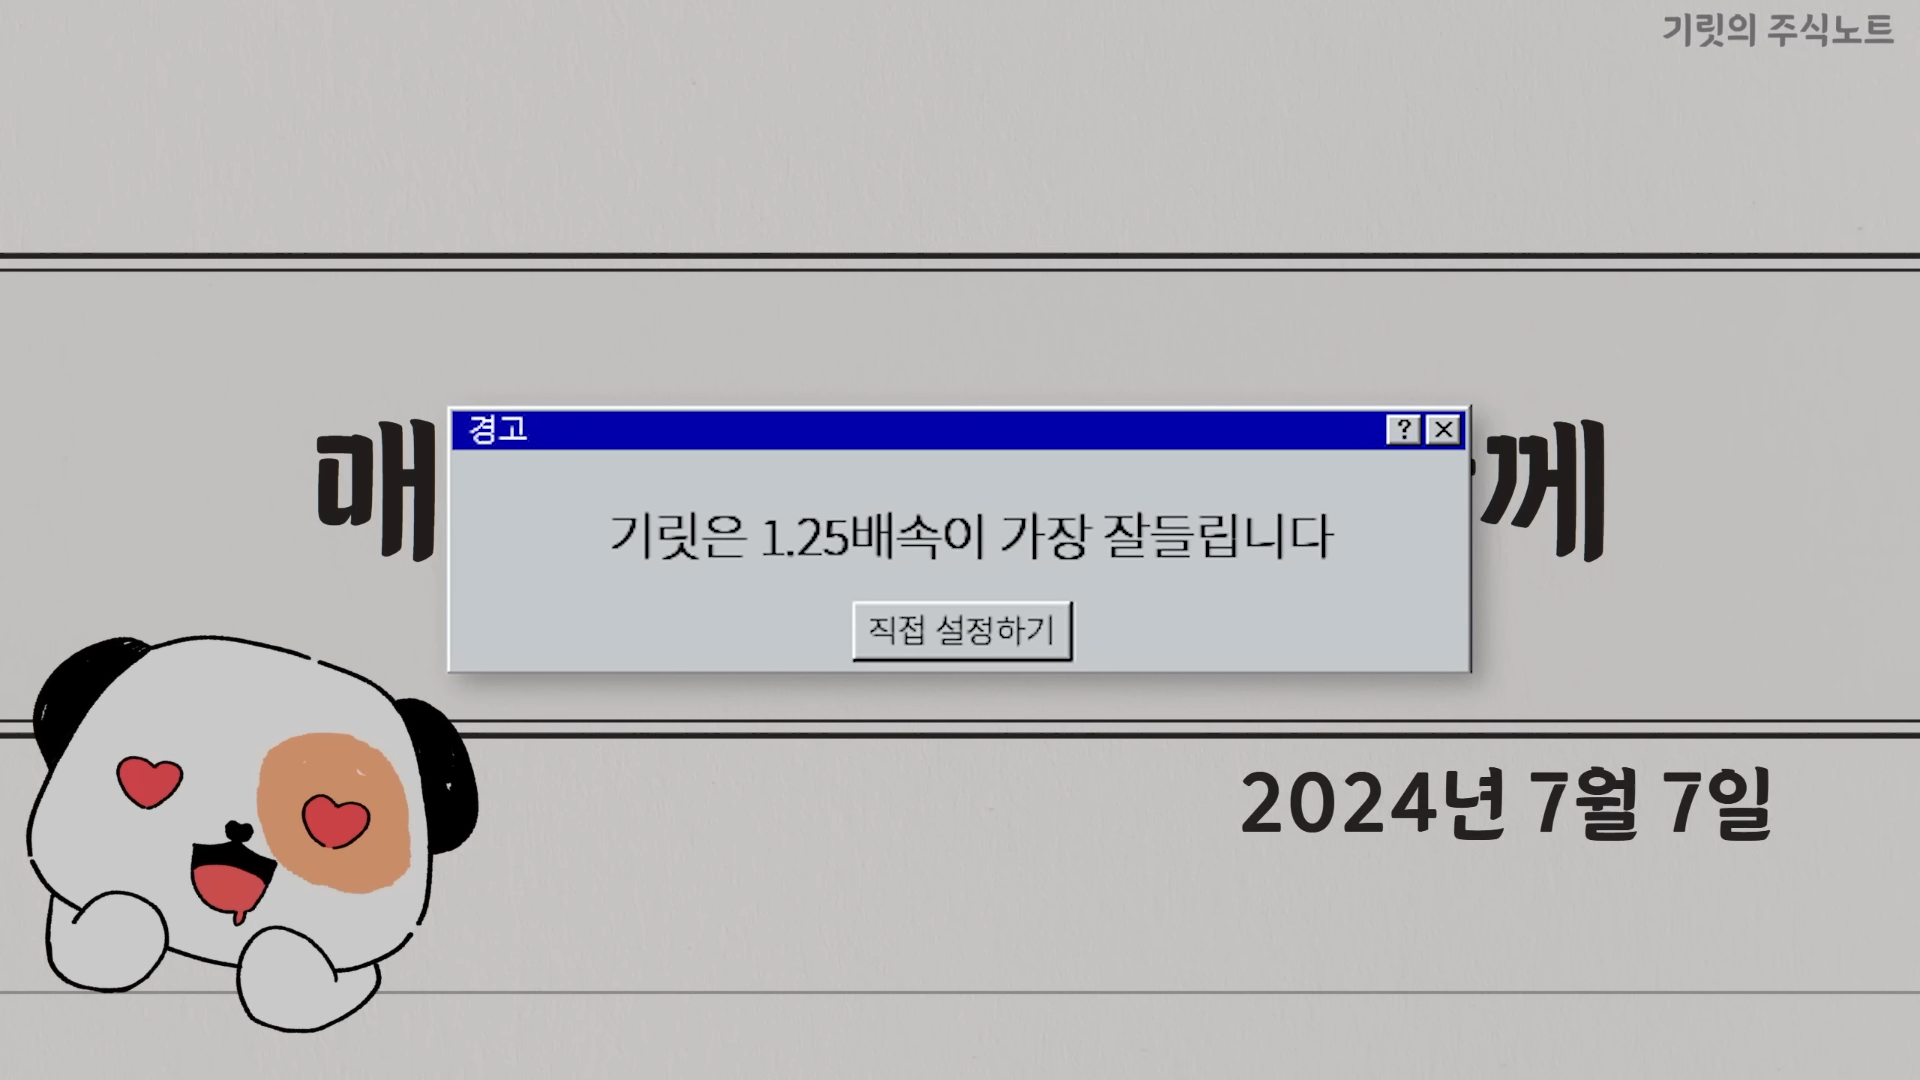 기릿의 주식노트
경고
기릿은 1.25배속이 가장 잘들립니다
직접 설정하기
2024년 7월 7일